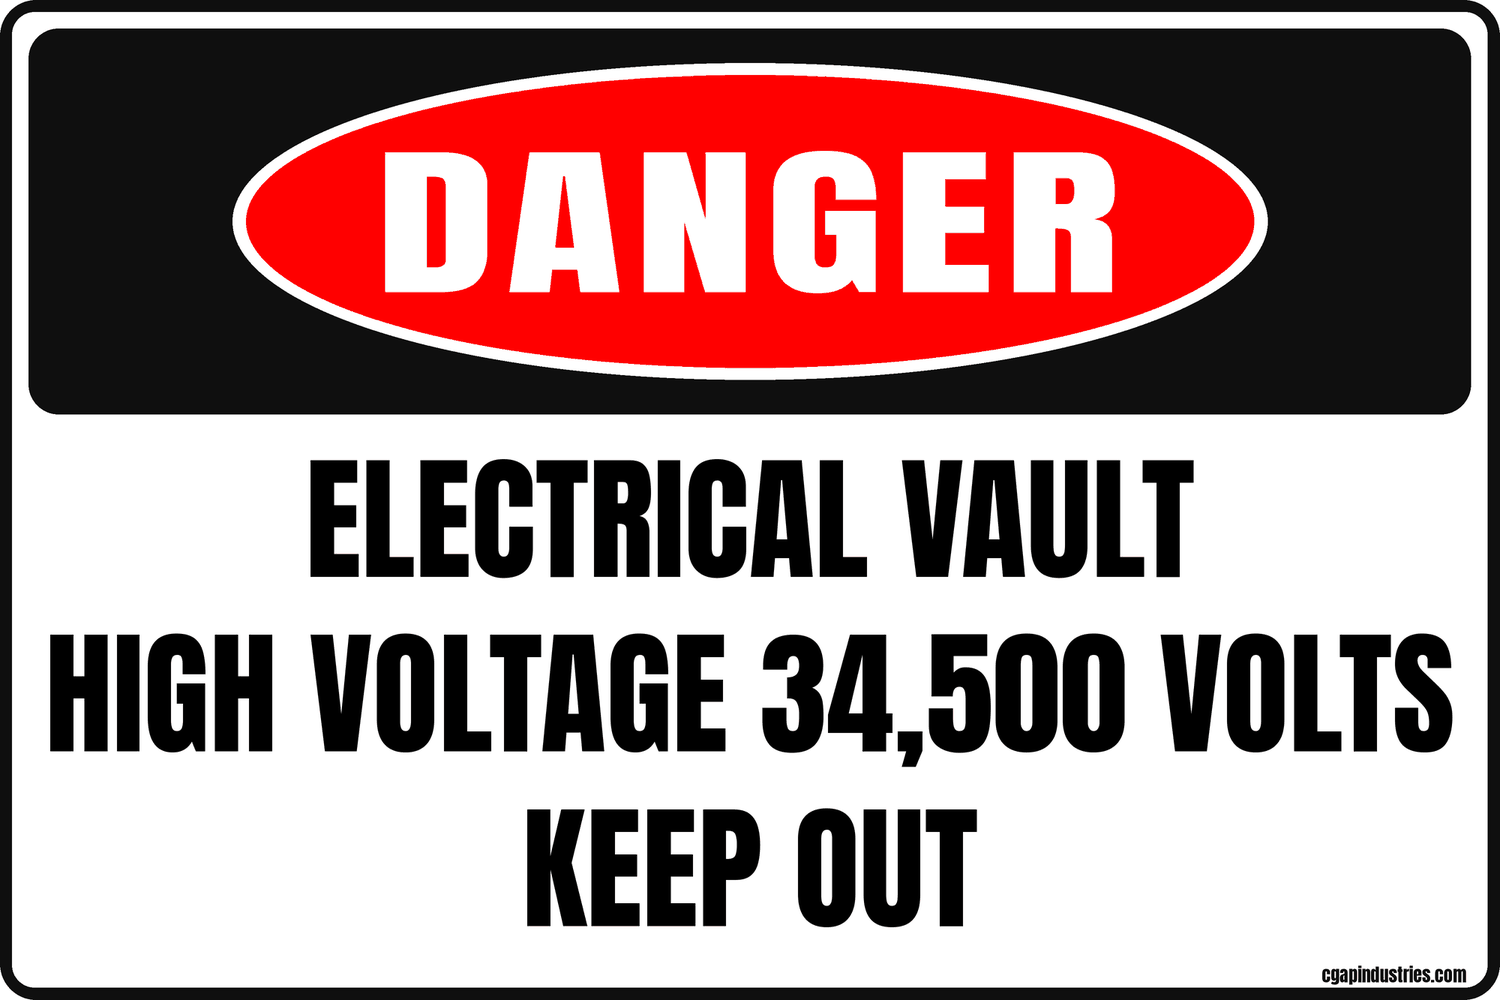 DANGER
ELECTRICAL VAULT
HIGH VOLTAGE 34,500 VOLTS
KEEP OUT
cgapindustries.com